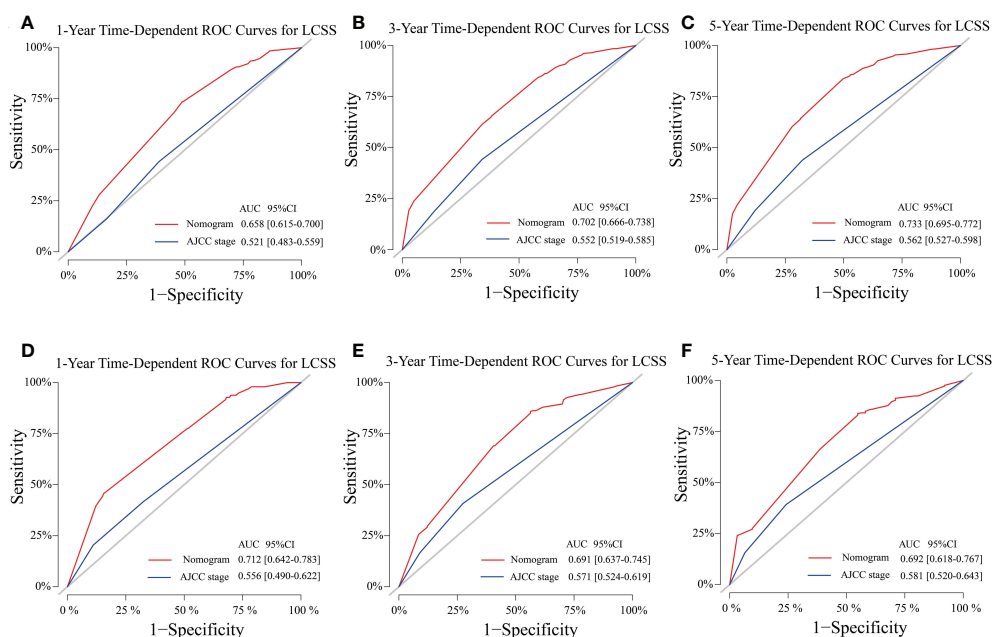 A
1-Year Time-Dependent ROC Curves for LCSS
100%
75%
50%
25%
0%
Sensitivity
AUC 95%CI
Nomogram 0.658 [0.615-0.700]
AJCC stage 0.521 [0.483-0.559]
0% 25% 50% 75% 100%
1−Specificity
B
3-Year Time-Dependent ROC Curves for LCSS
100%
75%
50%
25%
0%
Sensitivity
AUC 95%CI
Nomogram 0.702 [0.666-0.738]
AJCC stage 0.552 [0.519-0.585]
0% 25% 50% 75% 100%
1−Specificity
C
5-Year Time-Dependent ROC Curves for LCSS
100%
75%
50%
25%
0%
Sensitivity
AUC 95%CI
Nomogram 0.733 [0.695-0.772]
AJCC stage 0.562 [0.527-0.598]
0% 25% 50% 75% 100%
1−Specificity
D
1-Year Time-Dependent ROC Curves for LCSS
100%
75%
50%
25%
0%
Sensitivity
AUC 95%CI
Nomogram 0.712 [0.642-0.783]
AJCC stage 0.556 [0.490-0.622]
0 % 25 % 50 % 75 % 100 %
1−Specificity
E
3-Year Time-Dependent ROC Curves for LCSS
100%
75%
50%
25%
0%
Sensitivity
AUC 95%CI
Nomogram 0.691 [0.637-0.745]
AJCC stage 0.571 [0.524-0.619]
0 % 25 % 50 % 75 % 100 %
1−Specificity
F
5-Year Time-Dependent ROC Curves for LCSS
100%
75%
50%
25%
0%
Sensitivity
AUC 95%CI
Nomogram 0.692 [0.618-0.767]
AJCC stage 0.581 [0.520-0.643]
0 % 25 % 50 % 75 % 100 %
1−Specificity